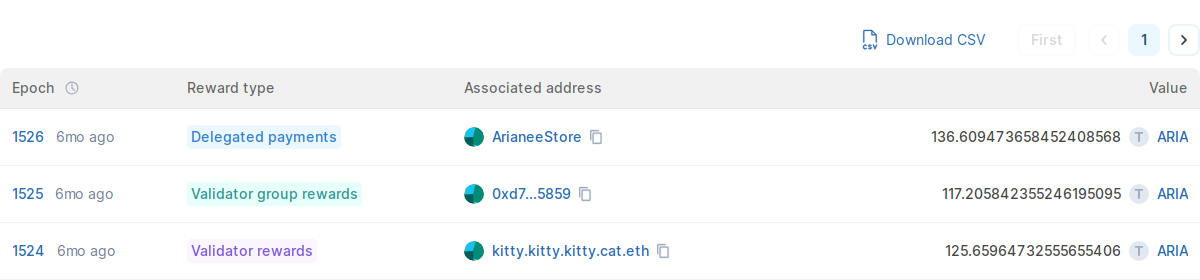 Download CSV First 1
Epoch Reward type Associated address Value
1526 6mo ago Delegated payments ArianeeStore 136.609473658452408568 T ARIA
1525 6mo ago Validator group rewards 0xd7...5859 117.205842355246195095 T ARIA
1524 6mo ago Validator rewards kitty.kitty.kitty.cat.eth 125.65964732555655406 T ARIA